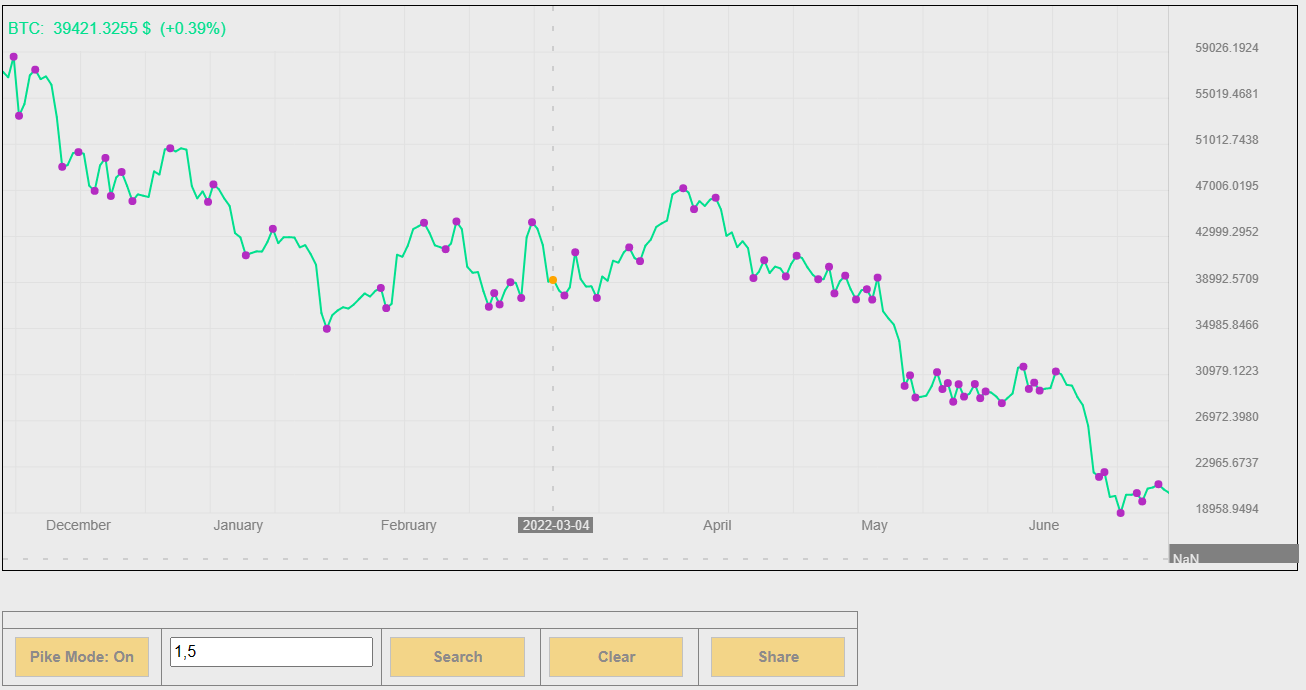 BTC: 39421.3255 $ (+0.39%)
59026.1924
55019.4681
51012.7438
47006.0195
42999.2952
38992.5709
34985.8466
30979.1223
26972.3980
22965.6737
18958.9494
December January February 2022-03-04 April May June
NaN
Pike Mode: On 1,5 Search Clear Share